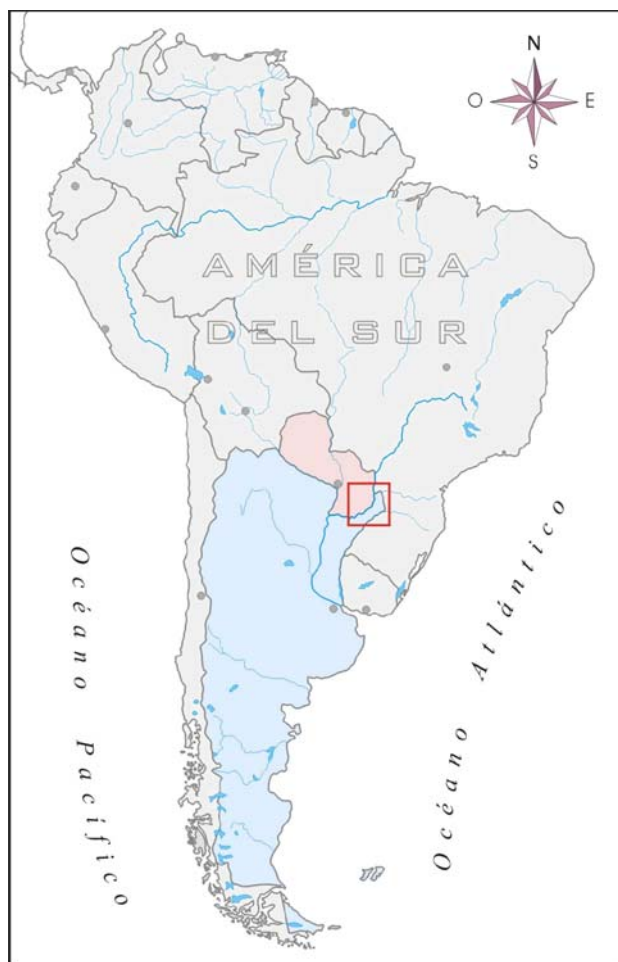 N
O E
S
AMÉRICA
DEL SUR
Océano Pacífico
Océano Atlántico